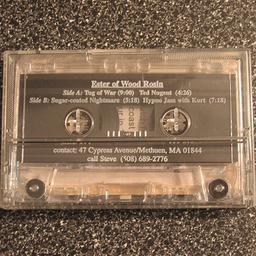 Ester of Wood Rosin
Side A: Tug of War (9:00) Ted Nugent (4:26)
Side B: Sugar-coated Nightmare (5:18) Hypno Jam with Kurt (7:18)
contact: 47 Cypress Avenue/Methuen, MA 01844
call Steve (508) 689-2776